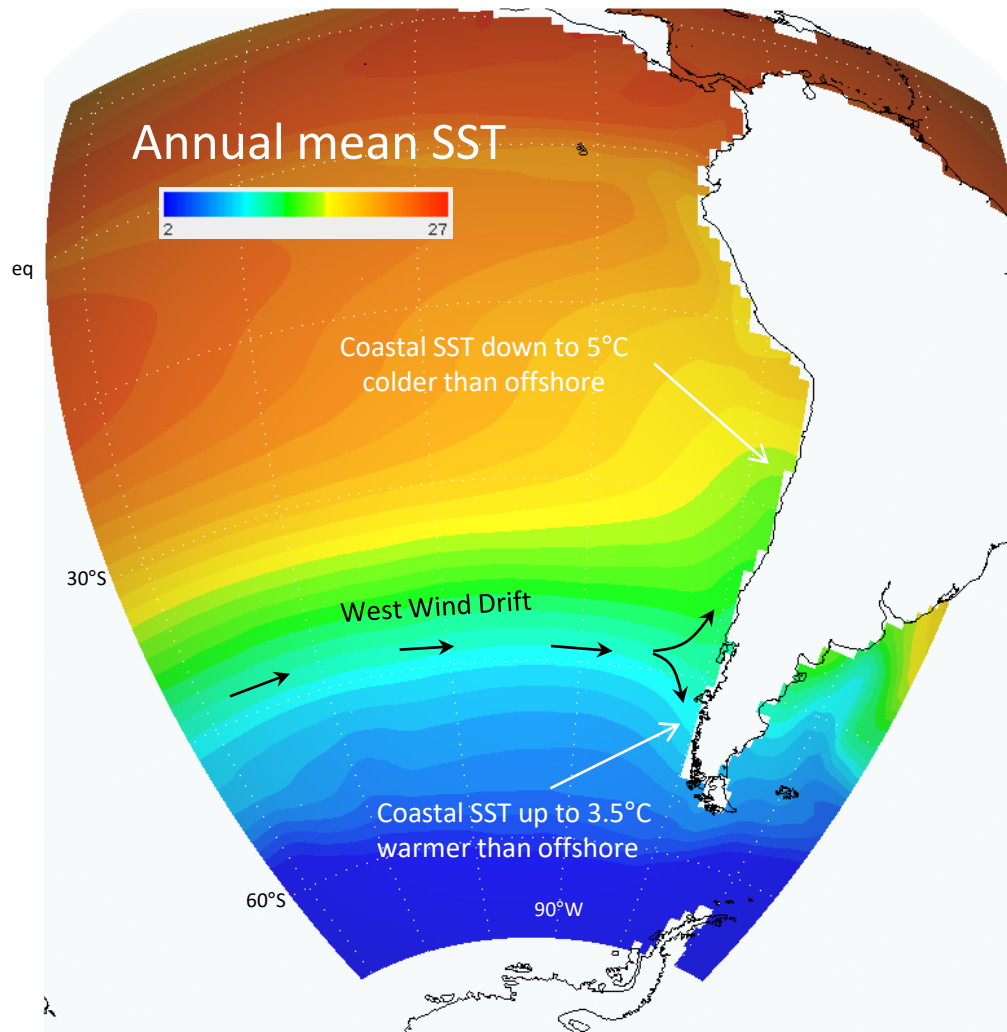 Annual mean SST
2 27
eq
Coastal SST down to 5°C
colder than offshore
30°S
West Wind Drift
Coastal SST up to 3.5°C
warmer than offshore
60°S
90°W